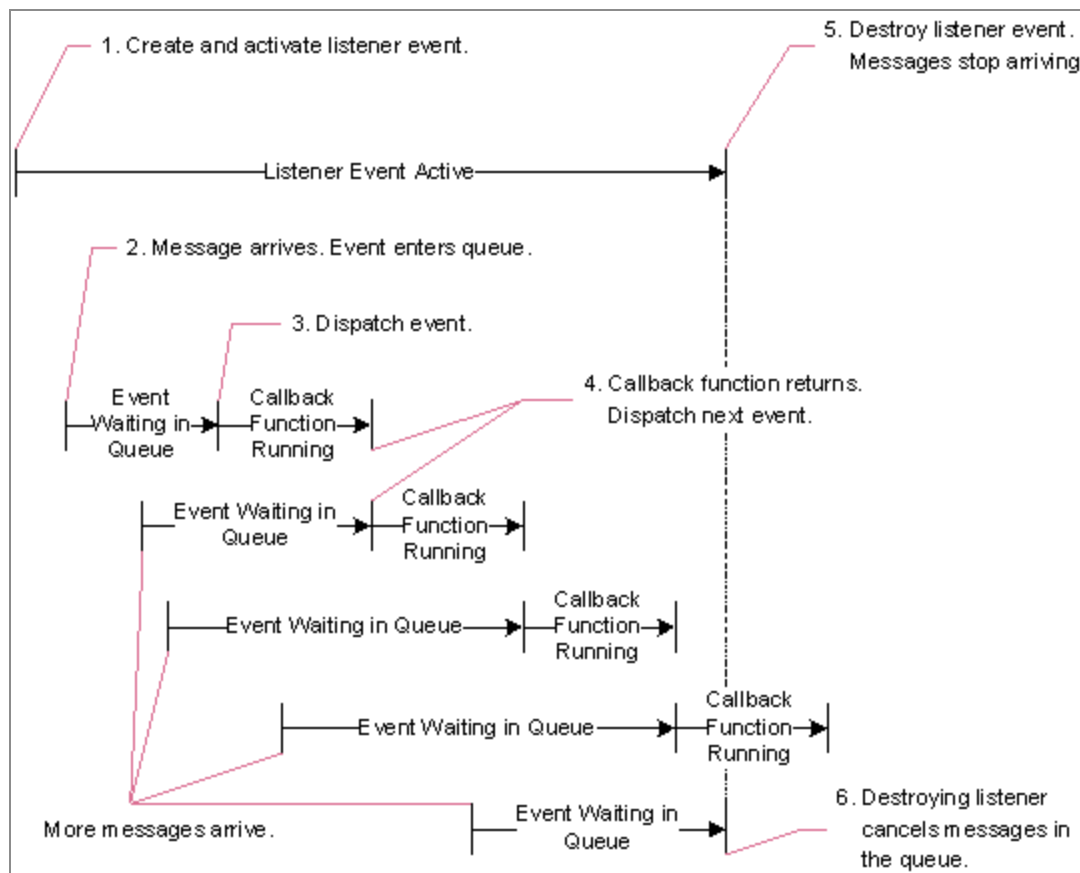 1. Create and activate listener event.
5. Destroy listener event.
Messages stop arriving
Listener Event Active
2. Message arrives. Event enters queue.
3. Dispatch event.
4. Callback function returns.
Dispatch next event.
Event
Waiting in
Queue
Callback
Function
Running
Event Waiting in
Queue
Callback
Function
Running
Event Waiting in Queue
Callback
Function
Running
Event Waiting in Queue
Callback
Function
Running
More messages arrive.
Event Waiting in
Queue
6. Destroying listener
cancels messages in
the queue.